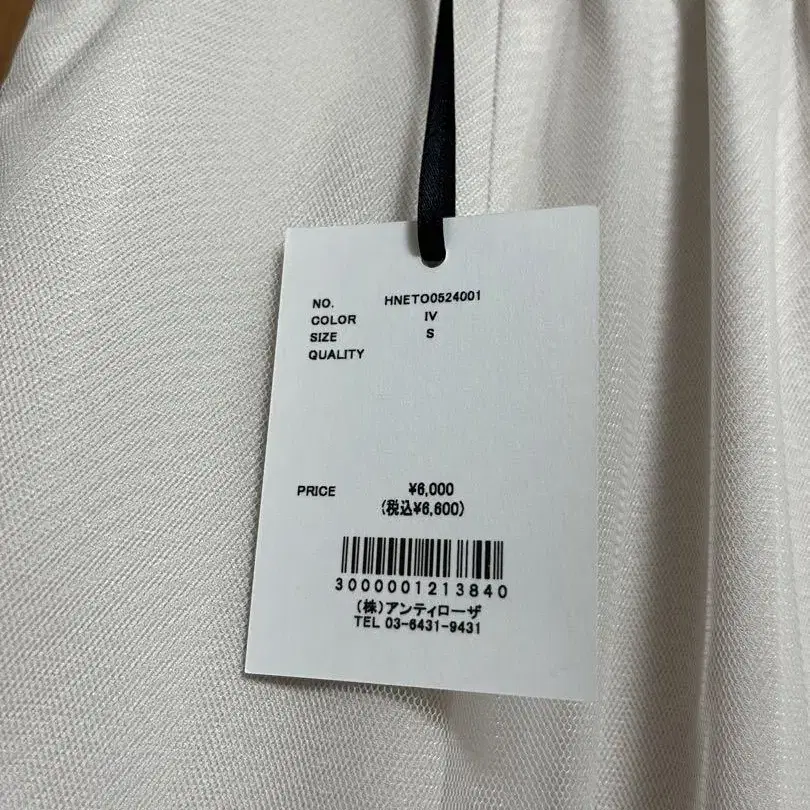 NO. HNETO0524001
COLOR IV
SIZE S
QUALITY
PRICE ¥6,000
(税込¥6,600)
3000001213840
(株)アンティローザ
TEL 03-6431-9431